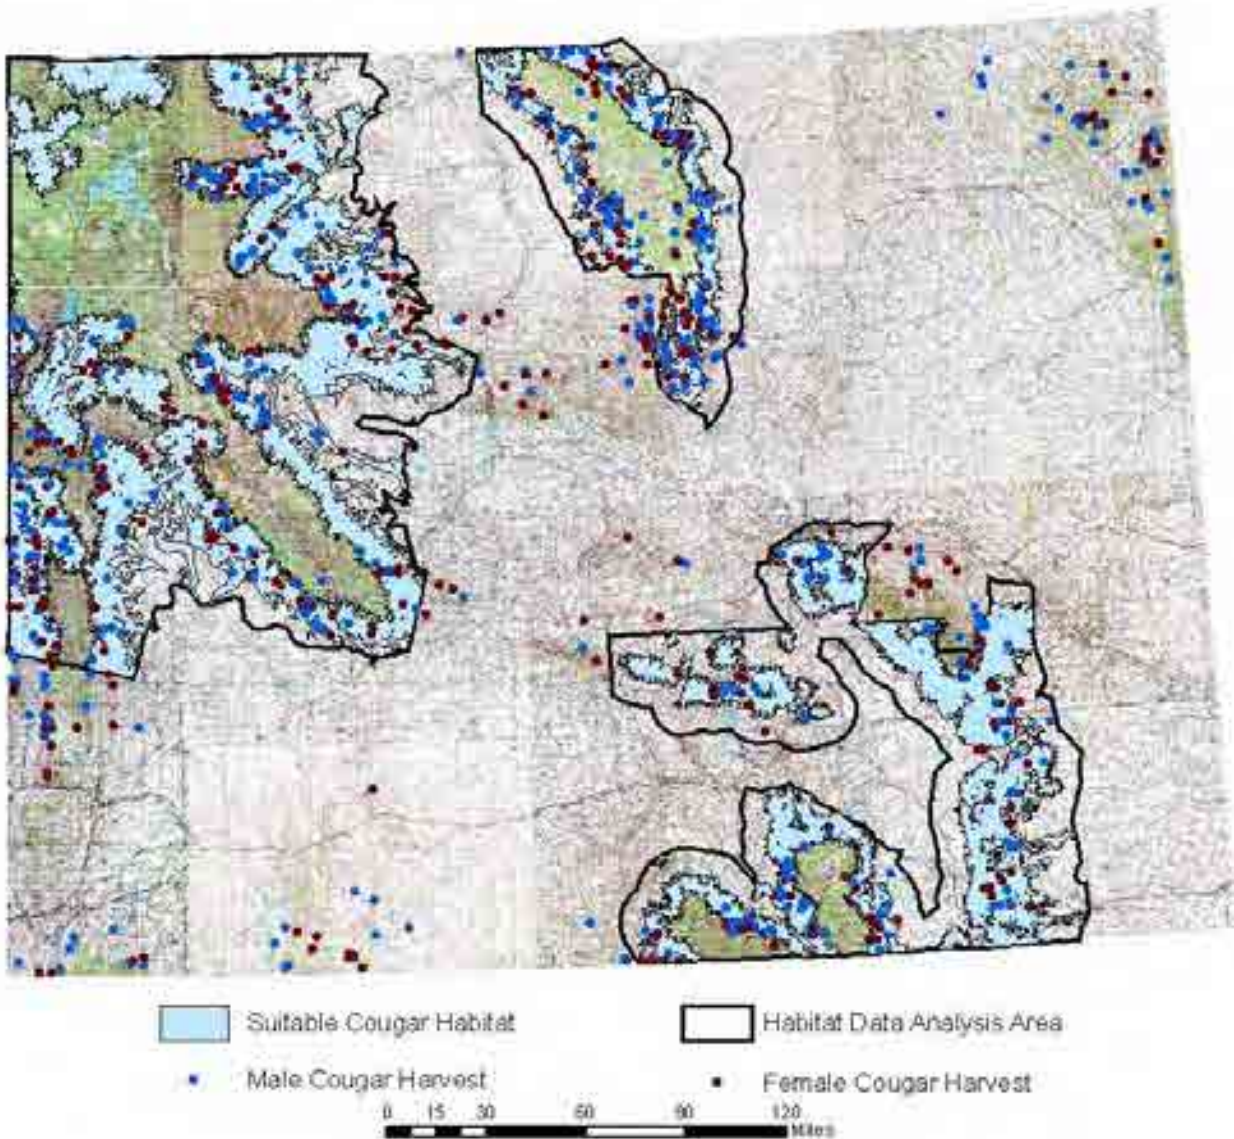 Suitable Cougar Habitat
Habitat Data Analysis Area
Male Cougar Harvest
Female Cougar Harvest
0 15 30 60 90 120
Miles